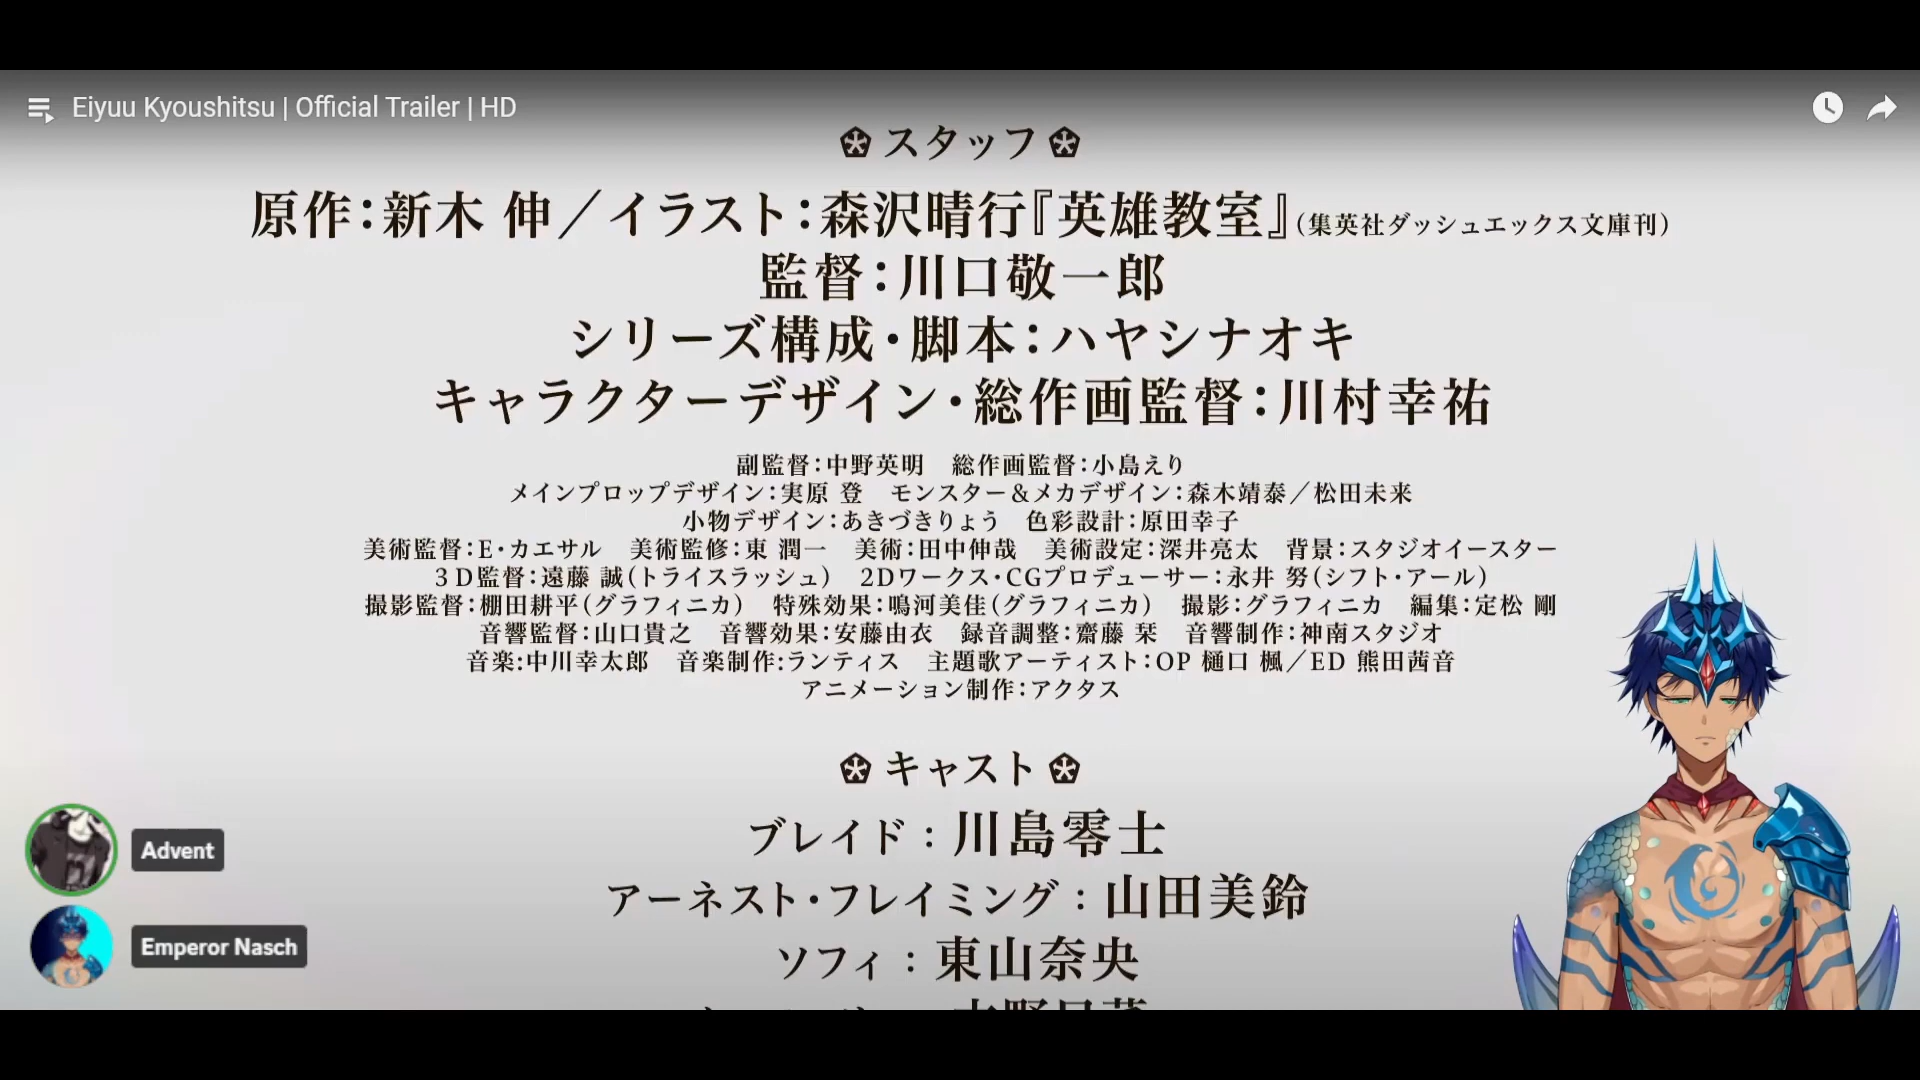 Eiyuu Kyoushitsu | Official Trailer | HD
スタッフ
原作：新木 伸／イラスト：森沢晴行『英雄教室』（集英社ダッシュエックス文庫刊）
監督：川口敬一郎
シリーズ構成・脚本：ハヤシナオキ
キャラクターデザイン・総作画監督：川村幸祐
副監督：中野英明　総作画監督：小島えり
メインプロップデザイン：実原 登　モンスター＆メカデザイン：森木靖泰／松田未来
小物デザイン：あきづきりょう　色彩設計：原田幸子
美術監督：E・カエサル　美術監修：東 潤一　美術：田中伸哉　美術設定：深井亮太　背景：スタジオイースター
３Ｄ監督：遠藤 誠（トライスラッシュ）　2Dワークス・CGプロデューサー：永井 努（シフト・アール）
撮影監督：棚田耕平（グラフィニカ）　特殊効果：鳴河美佳（グラフィニカ）　撮影：グラフィニカ　編集：定松 剛
音響監督：山口貴之　音響効果：安藤由衣　録音調整：齋藤 栞　音響制作：神南スタジオ
音楽:中川幸太郎　音楽制作:ランティス　主題歌アーティスト：OP 樋口 楓／ED 熊田茜音
アニメーション制作：アクタス
キャスト
ブレイド：川島零士
アーネスト・フレイミング：山田美鈴
ソフィ：東山奈央
Advent
Emperor Nasch